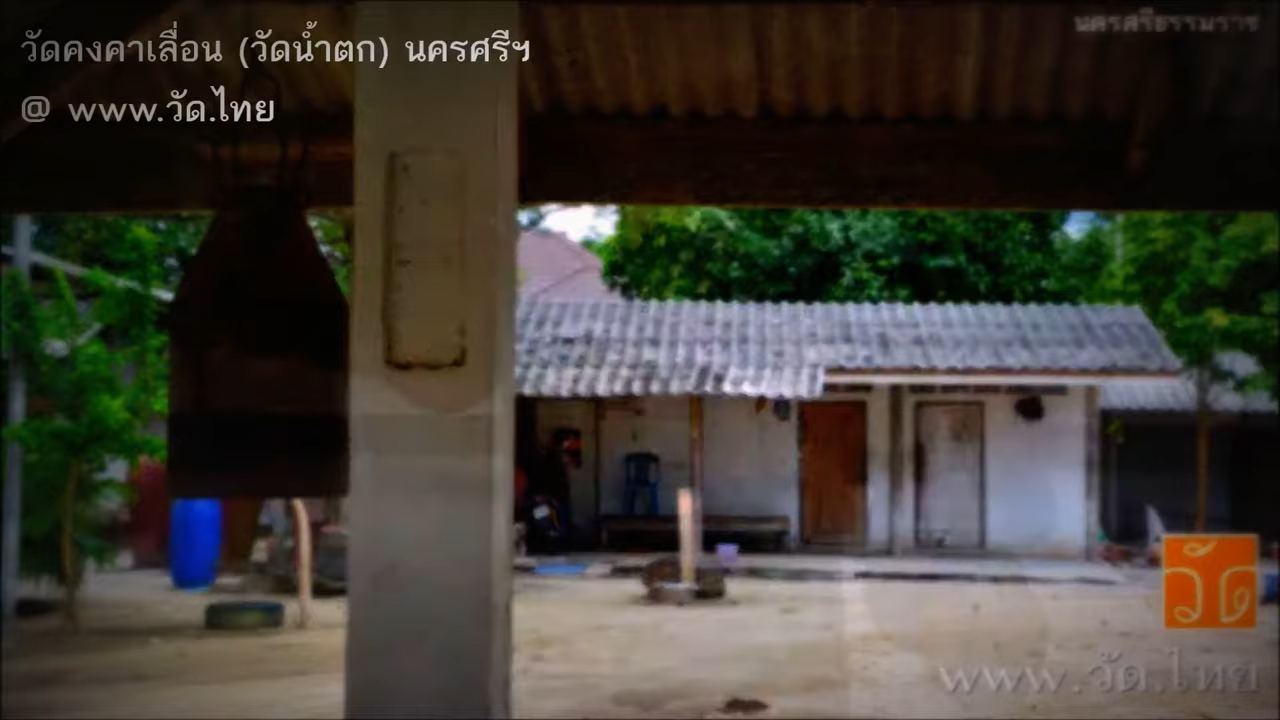 วัดคงคาเลื่อน (วัดน้ำตก) นครศรีฯ
@ www.วัด.ไทย
นครศรีธรรมราช
วัด
www.วัด.ไทย